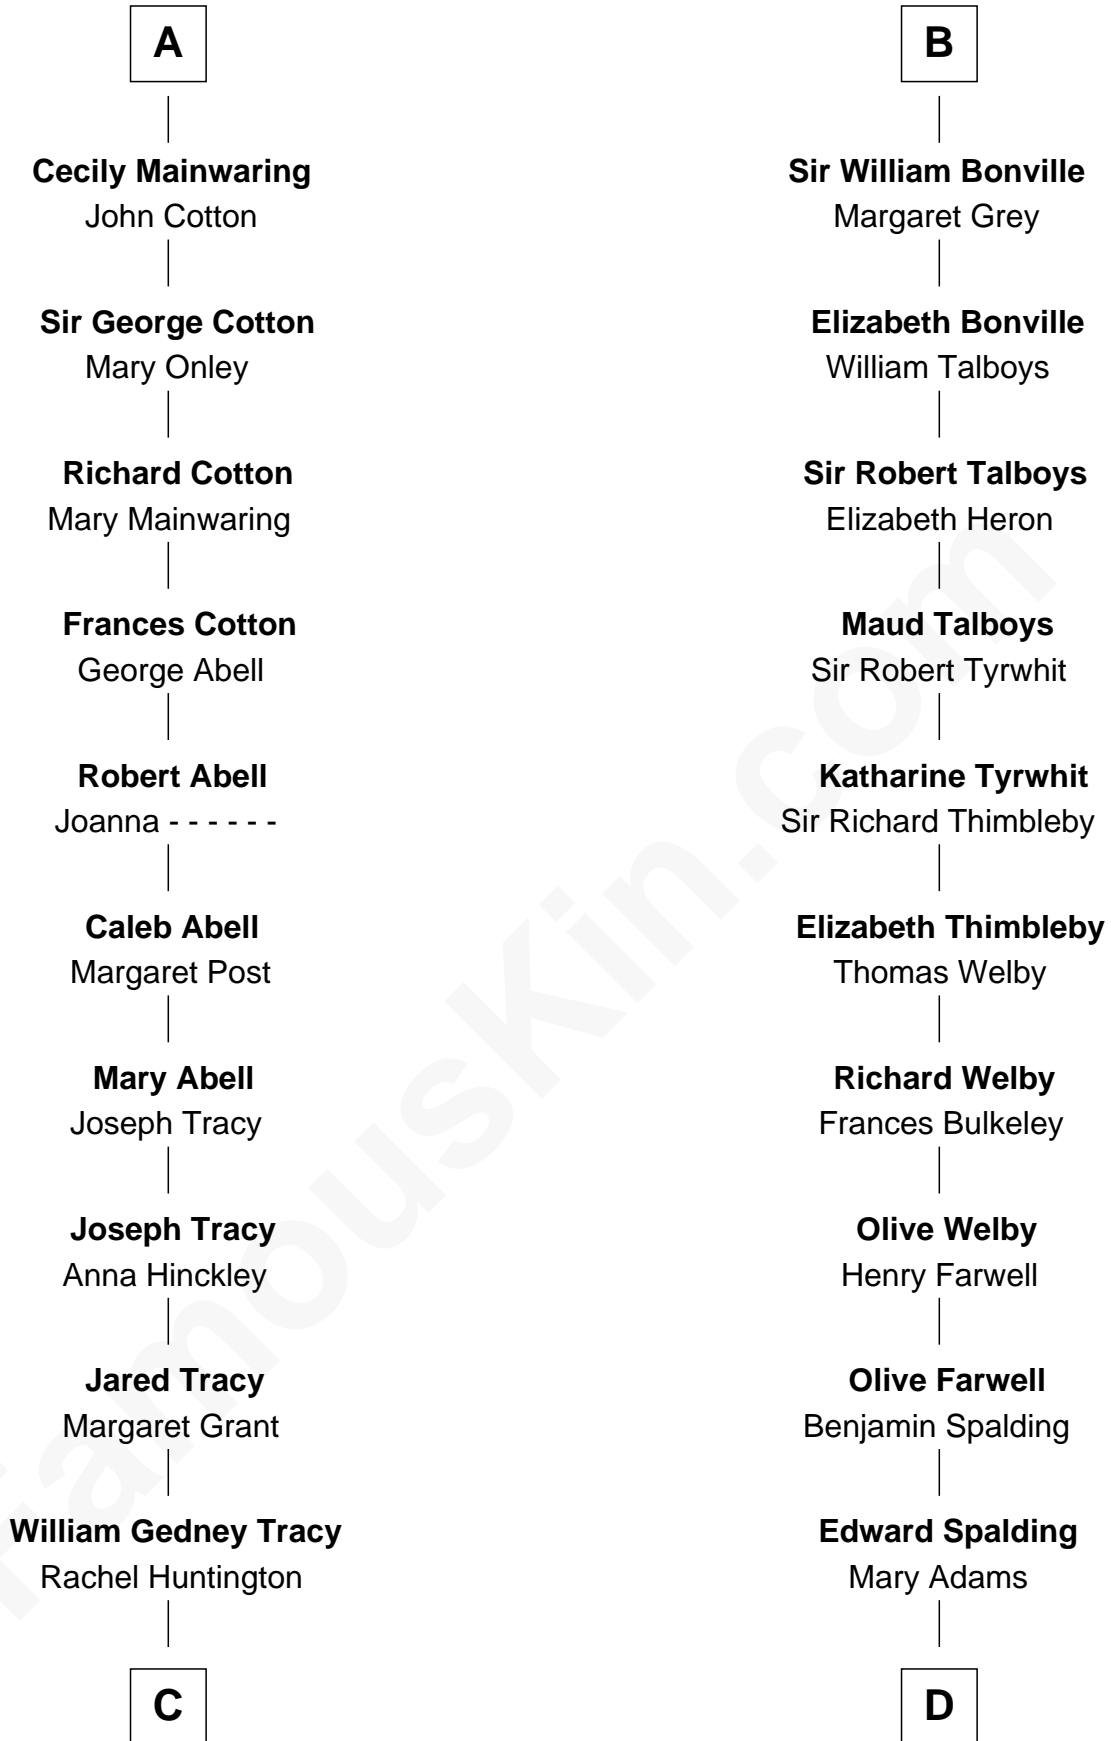 A
Cecily Mainwaring
John Cotton
Sir George Cotton
Mary Onley
Richard Cotton
Mary Mainwaring
Frances Cotton
George Abell
Robert Abell
Joanna - - - - - -
Caleb Abell
Margaret Post
Mary Abell
Joseph Tracy
Joseph Tracy
Anna Hinckley
Jared Tracy
Margaret Grant
William Gedney Tracy
Rachel Huntington
C
B
Sir William Bonville
Margaret Grey
Elizabeth Bonville
William Talboys
Sir Robert Talboys
Elizabeth Heron
Maud Talboys
Sir Robert Tyrwhit
Katharine Tyrwhit
Sir Richard Thimbleby
Elizabeth Thimbleby
Thomas Welby
Richard Welby
Frances Bulkeley
Olive Welby
Henry Farwell
Olive Farwell
Benjamin Spalding
Edward Spalding
Mary Adams
D
FamousKin.com